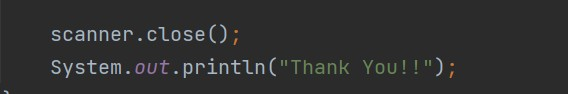 scanner.close();
System.out.println("Thank You!!");